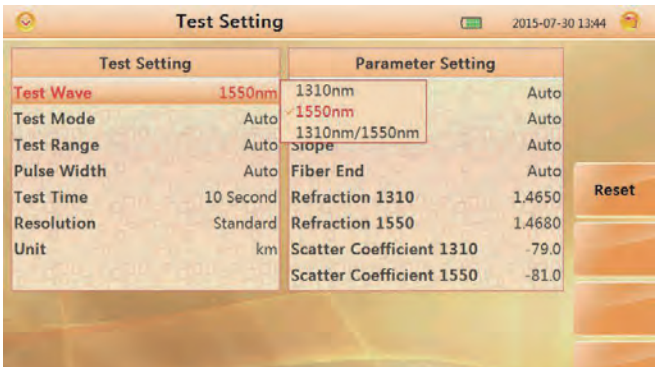 Test Setting
2015-07-30 13:44
Test Setting
Test Wave 1550nm
Test Mode Auto
Test Range Auto
Pulse Width Auto
Test Time 10 Second
Resolution Standard
Unit km
Parameter Setting
1310nm
1550nm
1310nm/1550nm
Auto
Auto
Slope Auto
Fiber End Auto
Refraction 1310 1.4650
Refraction 1550 1.4680
Scatter Coefficient 1310 -79.0
Scatter Coefficient 1550 -81.0
Reset